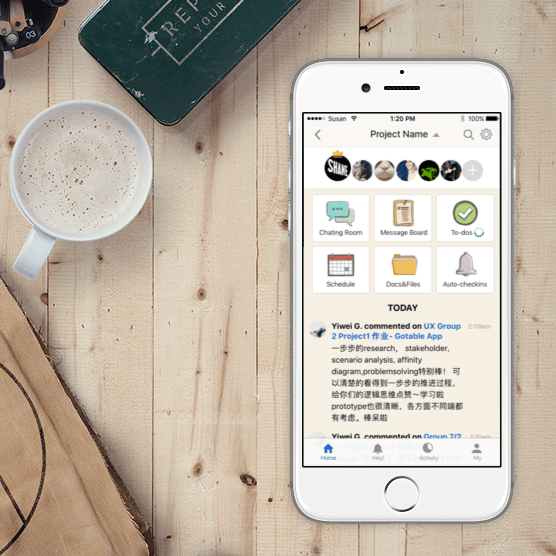 REP
YOUR
03
Susan
1:20 PM
100%
Project Name
SHANE
Chating Room
Message Board
To-dos
Schedule
Docs&Files
Auto-checkins
TODAY
Yiwei G. commented on UX Group
2:09am
2 Project1 作业- Gotable App
一步步的research， stakeholder,
scenario analysis, affinity
diagram,problemsolving特别棒！ 可
以清楚的看得到一步步的推进过程，
给你们的逻辑思维点赞～学习啦
prototype也很清晰，各方面不同端都
有考虑。棒呆啦
Yiwei G. commented on Group 7/2
Home
Hey!
Activity
My